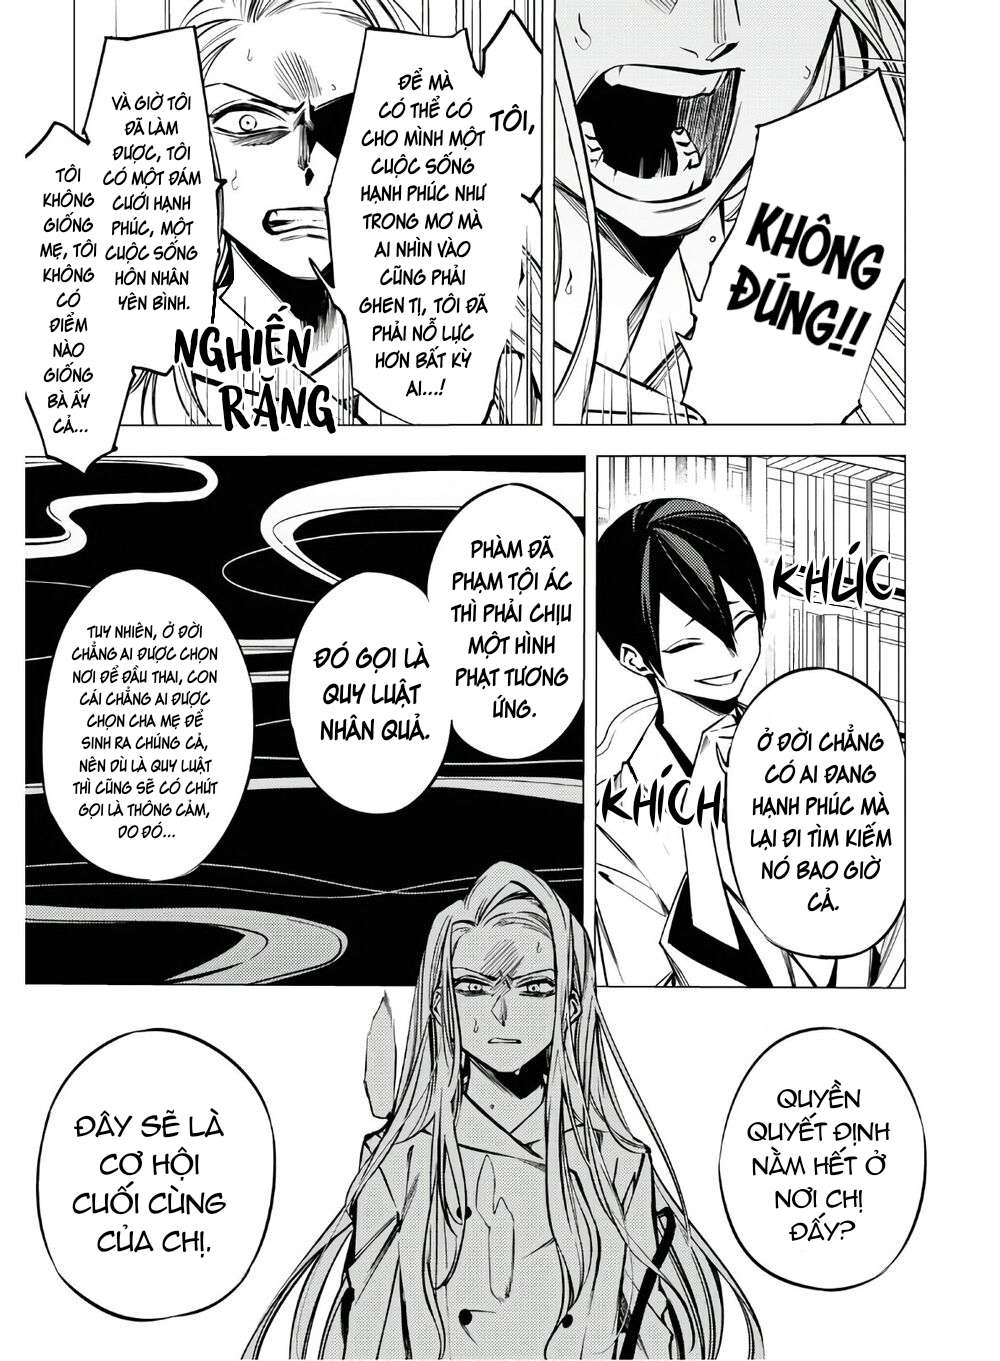 KHÔNG
ĐÚNG!!
TÔI,
ĐỂ MÀ
CÓ THỂ CÓ
CHO MÌNH MỘT
CUỘC SỐNG
HẠNH PHÚC NHƯ
TRONG MƠ MÀ
AI NHÌN VÀO
CŨNG PHẢI
GHEN TỊ, TÔI ĐÃ
PHẢI NỖ LỰC
HƠN BẤT KỲ
AI...!
VÀ GIỜ TÔI
ĐÃ LÀM
ĐƯỢC, TÔI
CÓ MỘT ĐÁM
CƯỚI HẠNH
PHÚC, MỘT
CUỘC SỐNG
HÔN NHÂN
YÊN BÌNH.
NGHIẾN
RĂNG
TÔI
KHÔNG
GIỐNG
MẸ, TÔI
KHÔNG
CÓ
ĐIỂM
NÀO
GIỐNG
BÀ ẤY
CẢ...
KHÚC
KHÍCH
Ở ĐỜI CHẲNG
CÓ AI ĐANG
HẠNH PHÚC MÀ
LẠI ĐI TÌM KIẾM
NÓ BAO GIỜ
CẢ.
PHÀM ĐÃ
PHẠM TỘI ÁC
THÌ PHẢI CHỊU
MỘT HÌNH
PHẠT TƯƠNG
ỨNG.
ĐÓ GỌI LÀ
QUY LUẬT
NHÂN QUẢ.
TUY NHIÊN, Ở ĐỜI
CHẲNG AI ĐƯỢC CHỌN
NƠI ĐỂ ĐẦU THAI, CON
CÁI CHẲNG AI ĐƯỢC
CHỌN CHA MẸ ĐỂ
SINH RA CHÚNG CẢ,
NÊN DÙ LÀ QUY LUẬT
THÌ CŨNG SẼ CÓ CHÚT
GỌI LÀ THÔNG CẢM,
DO ĐÓ...
QUYỀN
QUYẾT ĐỊNH
NẰM HẾT Ở
NƠI CHỊ
ĐẤY?
ĐÂY SẼ LÀ
CƠ HỘI
CUỐI CÙNG
CỦA CHỊ.